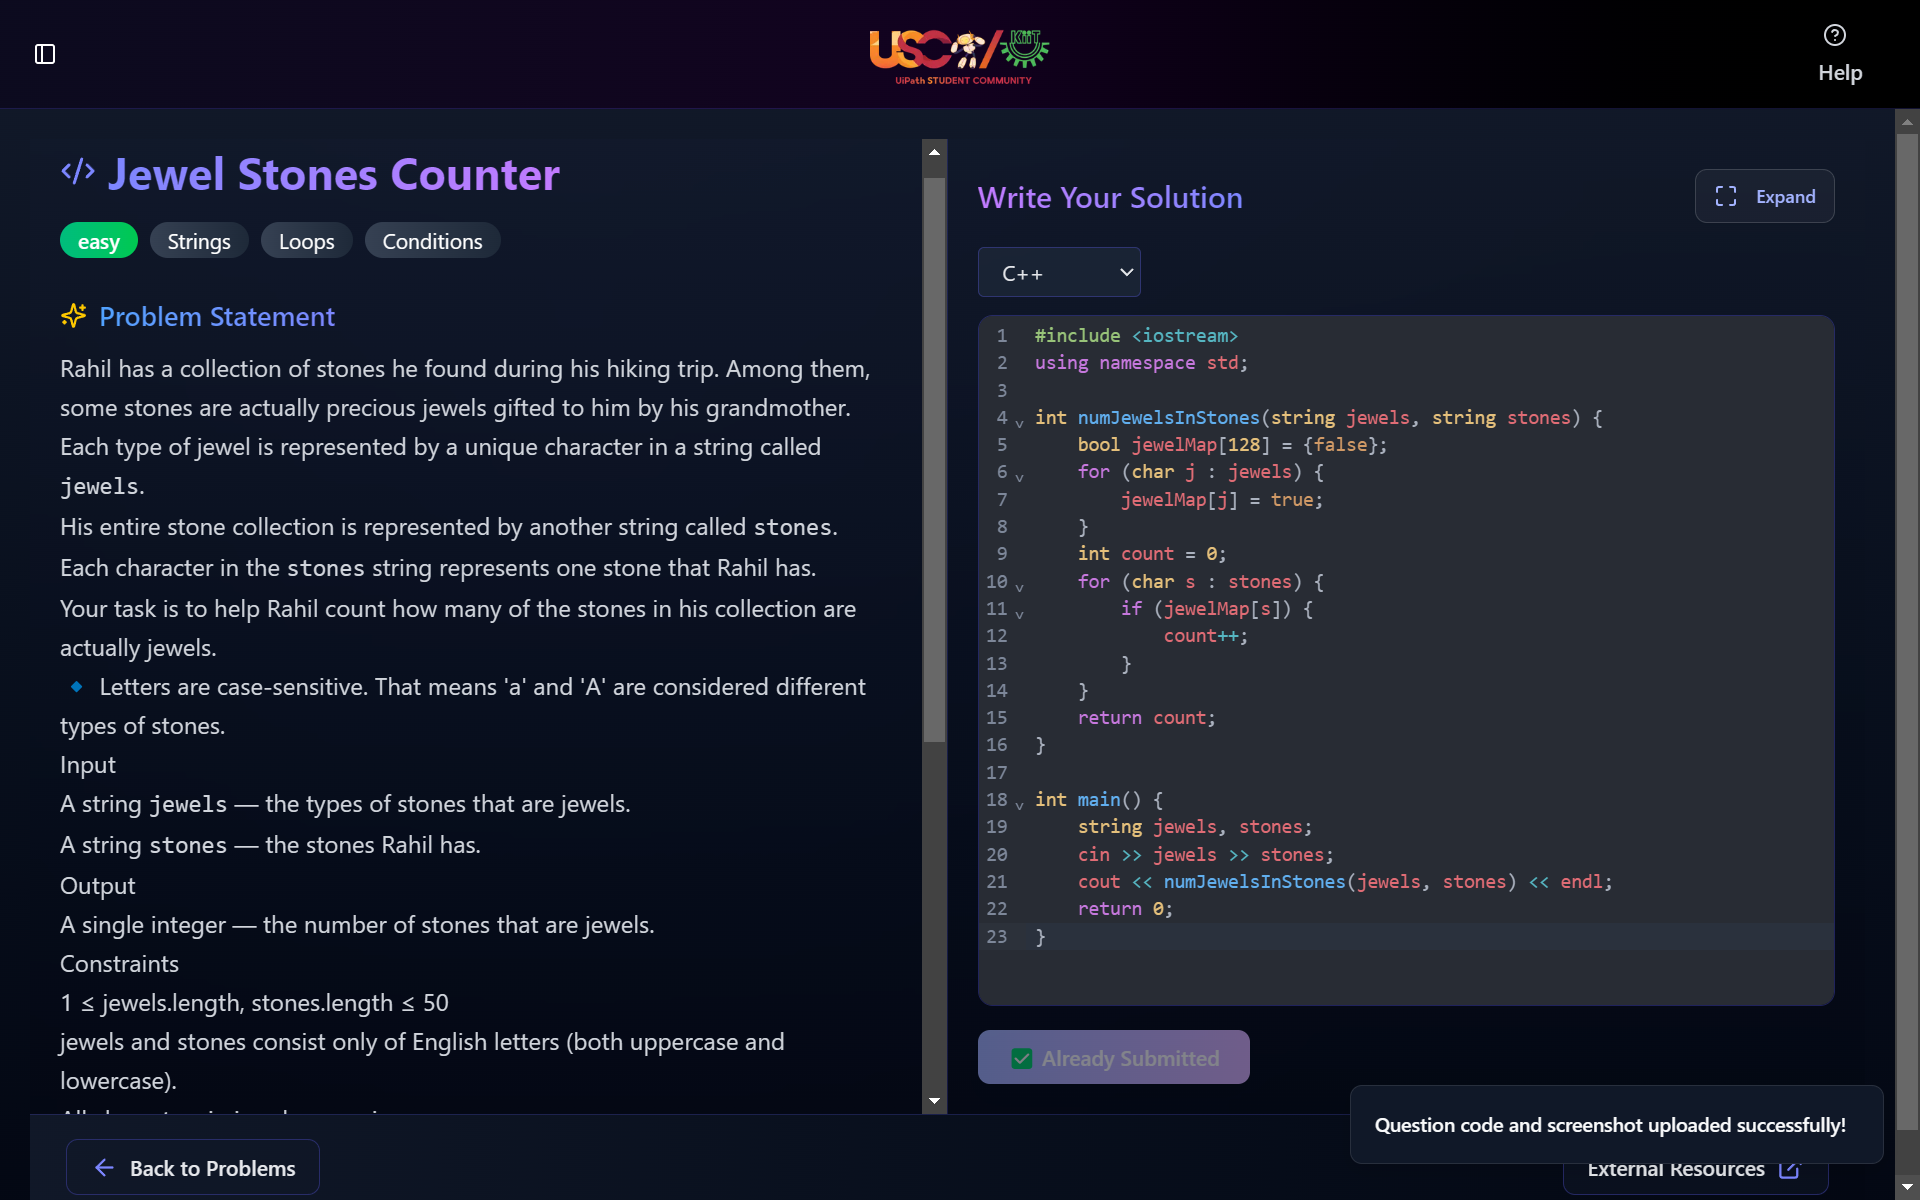 USC/KIIT
UiPath STUDENT COMMUNITY
Help
</> Jewel Stones Counter
easy
Strings
Loops
Conditions
Problem Statement
Rahil has a collection of stones he found during his hiking trip. Among them,
some stones are actually precious jewels gifted to him by his grandmother.
Each type of jewel is represented by a unique character in a string called
jewels.
His entire stone collection is represented by another string called stones.
Each character in the stones string represents one stone that Rahil has.
Your task is to help Rahil count how many of the stones in his collection are
actually jewels.
🔹 Letters are case-sensitive. That means 'a' and 'A' are considered different
types of stones.
Input
A string jewels — the types of stones that are jewels.
A string stones — the stones Rahil has.
Output
A single integer — the number of stones that are jewels.
Constraints
1 ≤ jewels.length, stones.length ≤ 50
jewels and stones consist only of English letters (both uppercase and
lowercase).
Back to Problems
Write Your Solution
Expand
C++
1 #include <iostream>
2 using namespace std;
3
4 int numJewelsInStones(string jewels, string stones) {
5     bool jewelMap[128] = {false};
6     for (char j : jewels) {
7         jewelMap[j] = true;
8     }
9     int count = 0;
10     for (char s : stones) {
11         if (jewelMap[s]) {
12             count++;
13         }
14     }
15     return count;
16 }
17
18 int main() {
19     string jewels, stones;
20     cin >> jewels >> stones;
21     cout << numJewelsInStones(jewels, stones) << endl;
22     return 0;
23 }
✅ Already Submitted
Question code and screenshot uploaded successfully!
External Resources